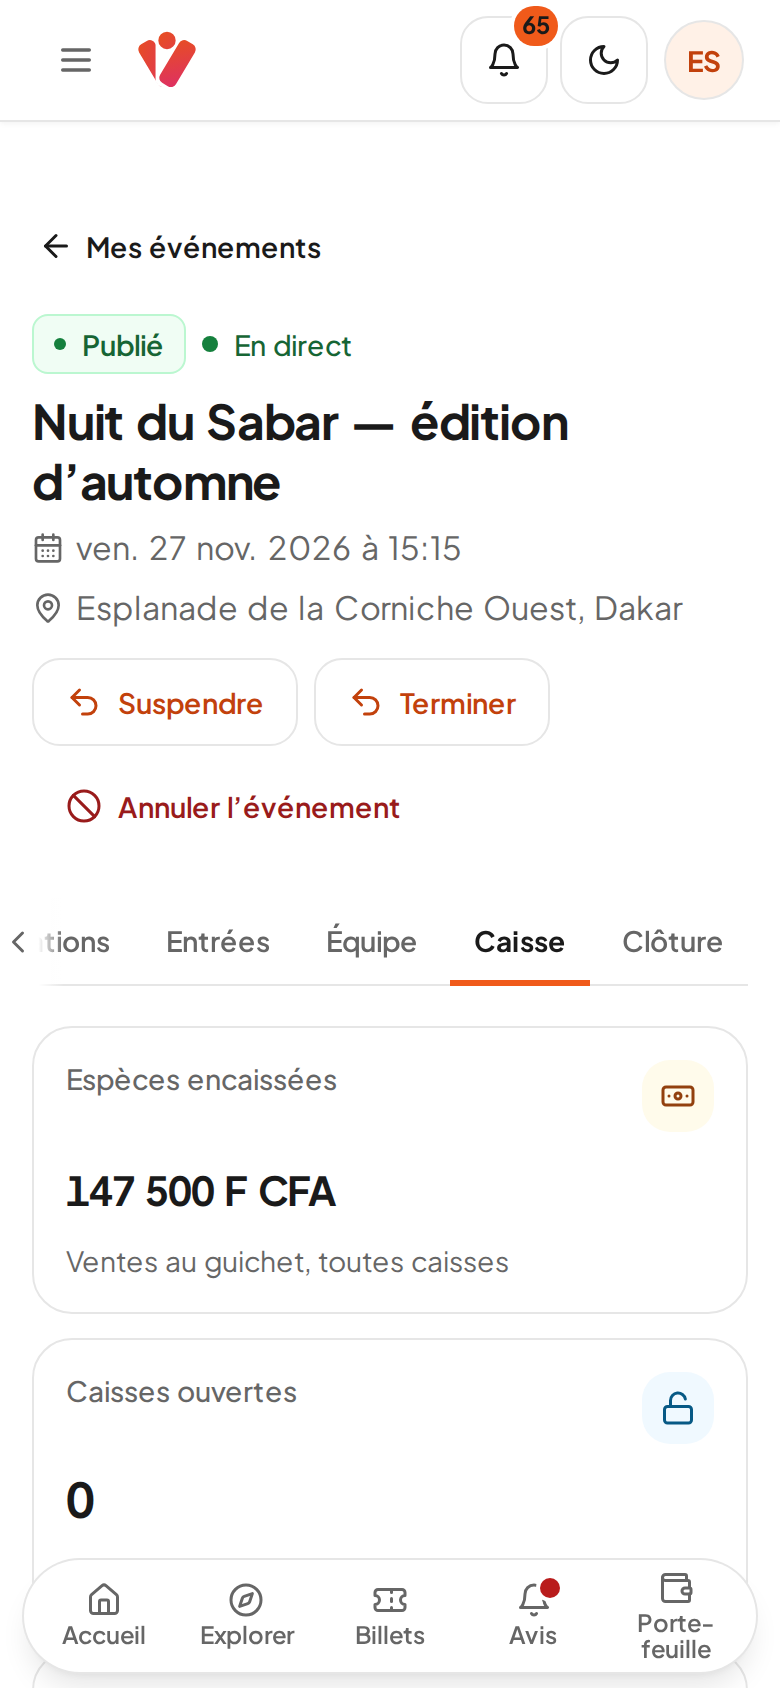 65
ES
Mes événements
Publié
En direct
Nuit du Sabar — édition
d’automne
ven. 27 nov. 2026 à 15:15
Esplanade de la Corniche Ouest, Dakar
Suspendre
Terminer
Annuler l’événement
tions
Entrées
Équipe
Caisse
Clôture
Espèces encaissées
147 500 F CFA
Ventes au guichet, toutes caisses
Caisses ouvertes
0
Accueil
Explorer
Billets
Avis
Porte-
feuille